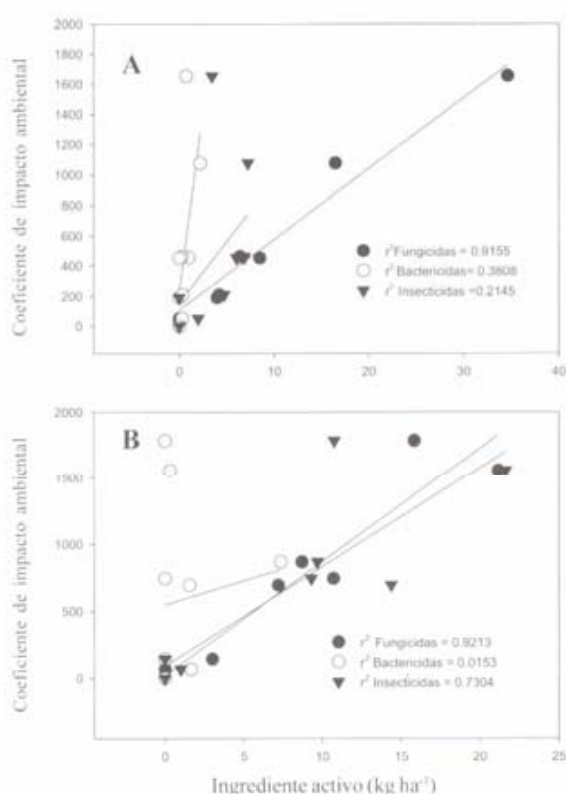 A
Coeficiente de impacto ambiental
2000
1800
1600
1400
1200
1000
800
600
400
200
0
r² Fungicidas = 0.9155
r² Bactericidas= 0.3808
r² Insecticidas =0.2145
0
10
20
30
40
B
Coeficiente de impacto ambiental
2000
1500
1000
500
0
r² Fungicidas = 0.9213
r² Bactericidas = 0.0153
r² Insecticidas = 0.7304
0
5
10
15
20
25
Ingrediente activo (kg ha⁻¹)